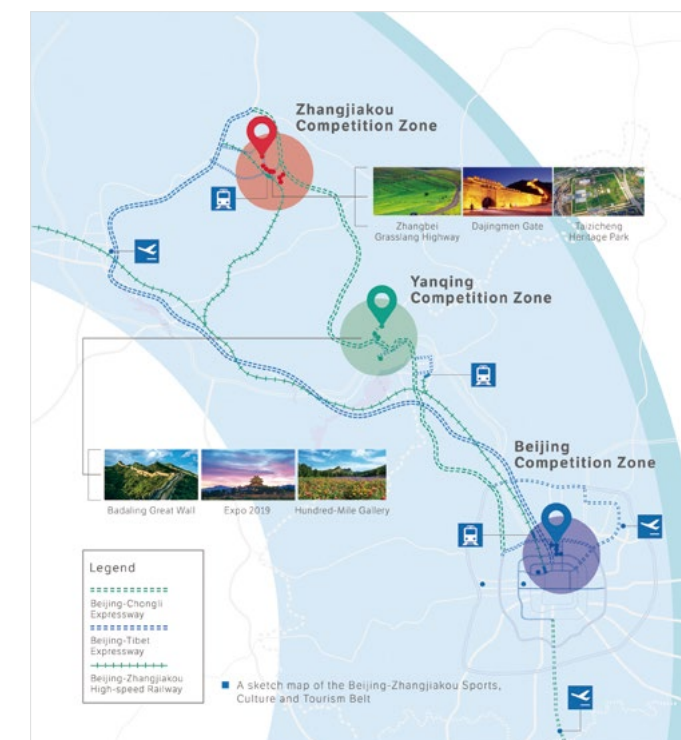 Zhangjiakou
Competition Zone
Zhangbei
Grasslang Highway
Dajingmen Gate
Taizicheng
Heritage Park
Yanqing
Competition Zone
Beijing
Competition Zone
Badaling Great Wall
Expo 2019
Hundred-Mile Gallery
Legend
Beijing-Chongli
Expressway
Beijing-Tibet
Expressway
Beijing-Zhangjiakou
High-speed Railway
A sketch map of the Beijing-Zhangjiakou Sports,
Culture and Tourism Belt